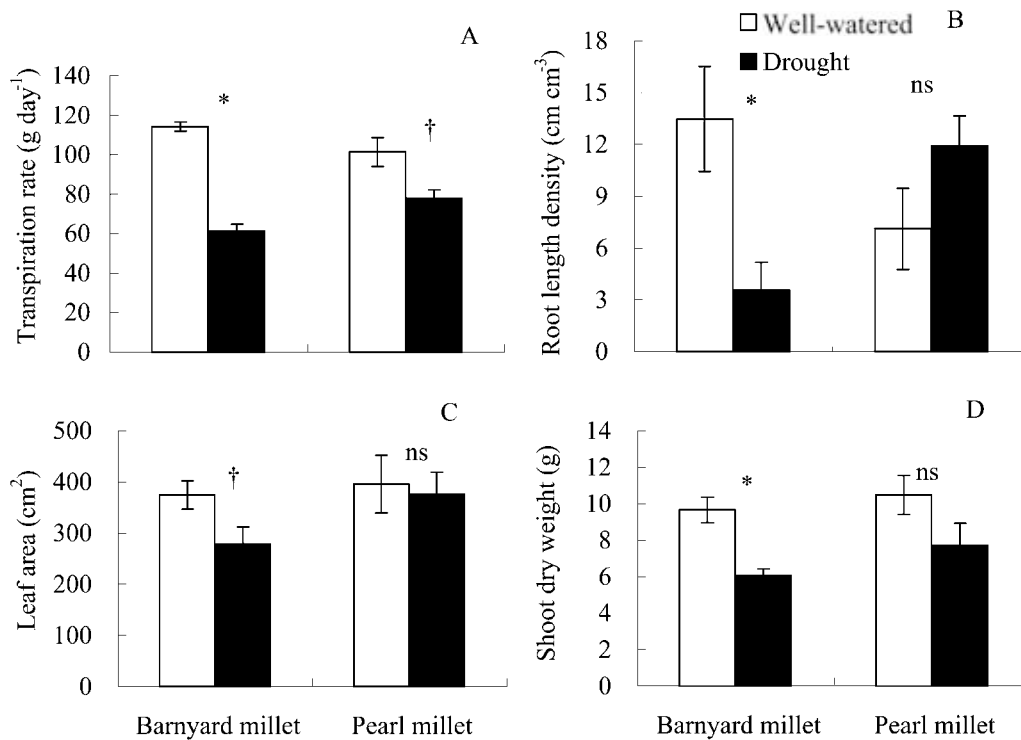 A
Transpiration rate (g day⁻¹)
140
120
100
80
60
40
20
0
*
†
Well-watered
Drought
B
Root length density (cm cm⁻³)
18
15
12
9
6
3
0
*
ns
C
Leaf area (cm²)
500
400
300
200
100
0
†
ns
Barnyard millet
Pearl millet
D
Shoot dry weight (g)
14
12
10
8
6
4
2
0
*
ns
Barnyard millet
Pearl millet